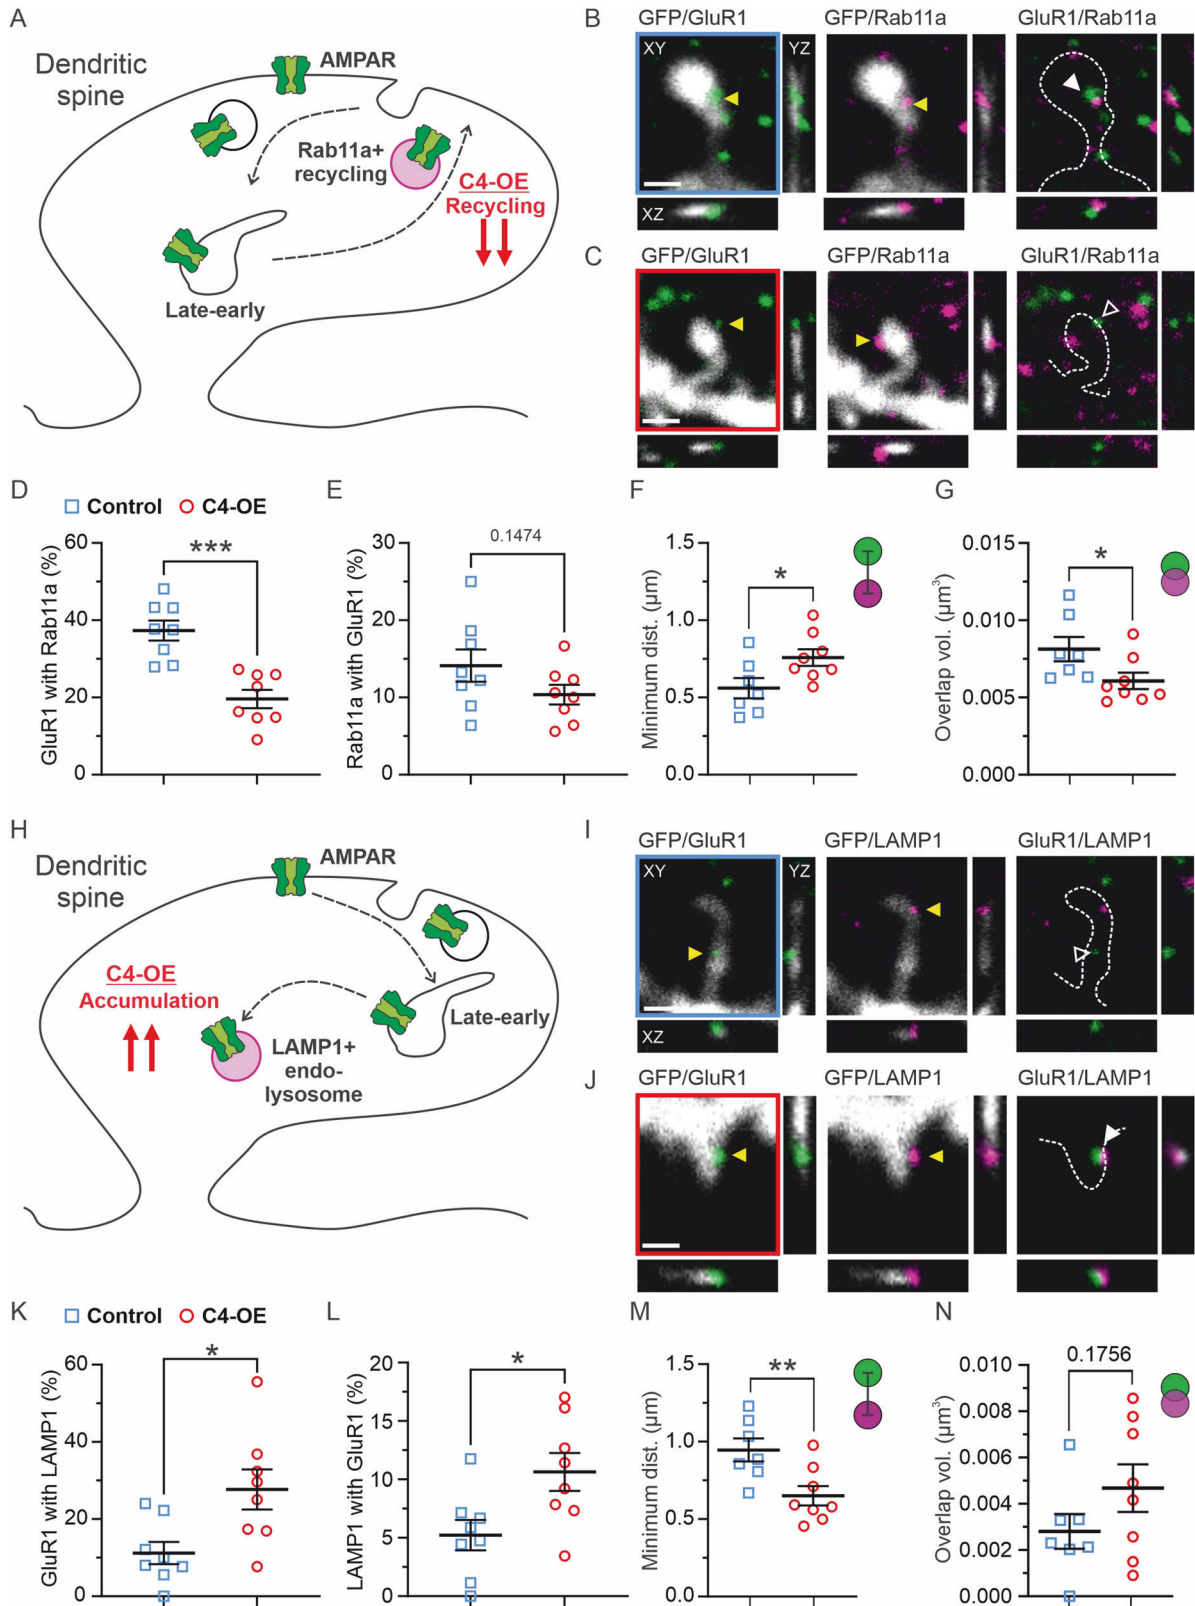 A
Dendritic
spine
AMPAR
Rab11a+
recycling
C4-OE
Recycling
Late-early
B
GFP/GluR1
GFP/Rab11a
GluR1/Rab11a
XY
YZ
XZ
C
GFP/GluR1
GFP/Rab11a
GluR1/Rab11a
D
Control
C4-OE
GluR1 with Rab11a (%)
60
40
20
0
***
E
Rab11a with GluR1 (%)
30
20
10
0
0.1474
F
Minimum dist. (µm)
1.5
1.0
0.5
0.0
*
G
Overlap vol. (µm³)
0.015
0.010
0.005
0.000
*
H
Dendritic
spine
AMPAR
C4-OE
Accumulation
Late-early
LAMP1+
endo-
lysosome
I
GFP/GluR1
GFP/LAMP1
GluR1/LAMP1
XY
YZ
XZ
J
GFP/GluR1
GFP/LAMP1
GluR1/LAMP1
K
Control
C4-OE
GluR1 with LAMP1 (%)
60
40
20
0
*
L
LAMP1 with GluR1 (%)
20
15
10
5
0
*
M
Minimum dist. (µm)
1.5
1.0
0.5
0.0
**
N
Overlap vol. (µm³)
0.010
0.008
0.006
0.004
0.002
0.000
0.1756